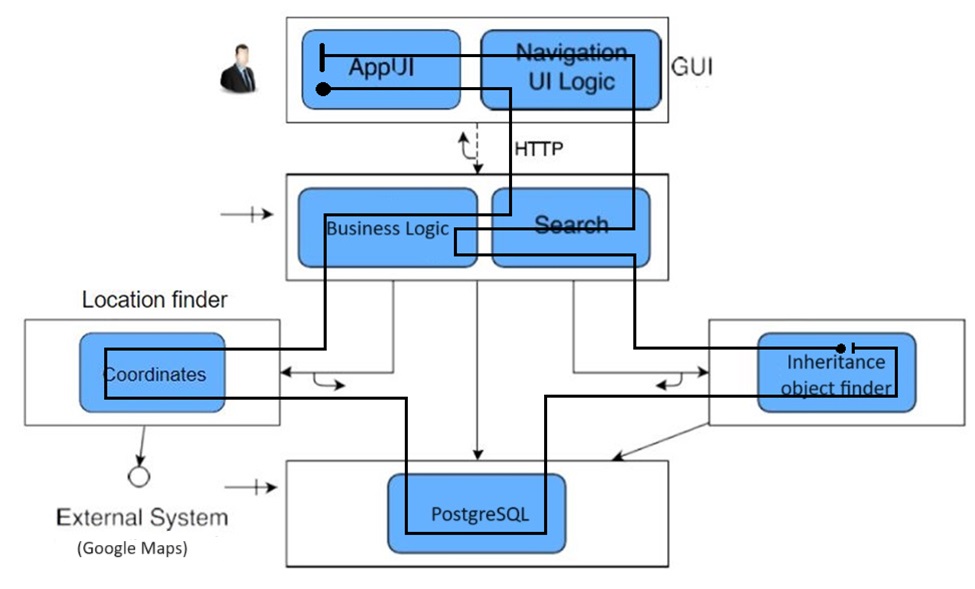 AppUI
Navigation
UI Logic
GUI
HTTP
Business Logic
Search
Location finder
Coordinates
Inheritance
object finder
External System
(Google Maps)
PostgreSQL